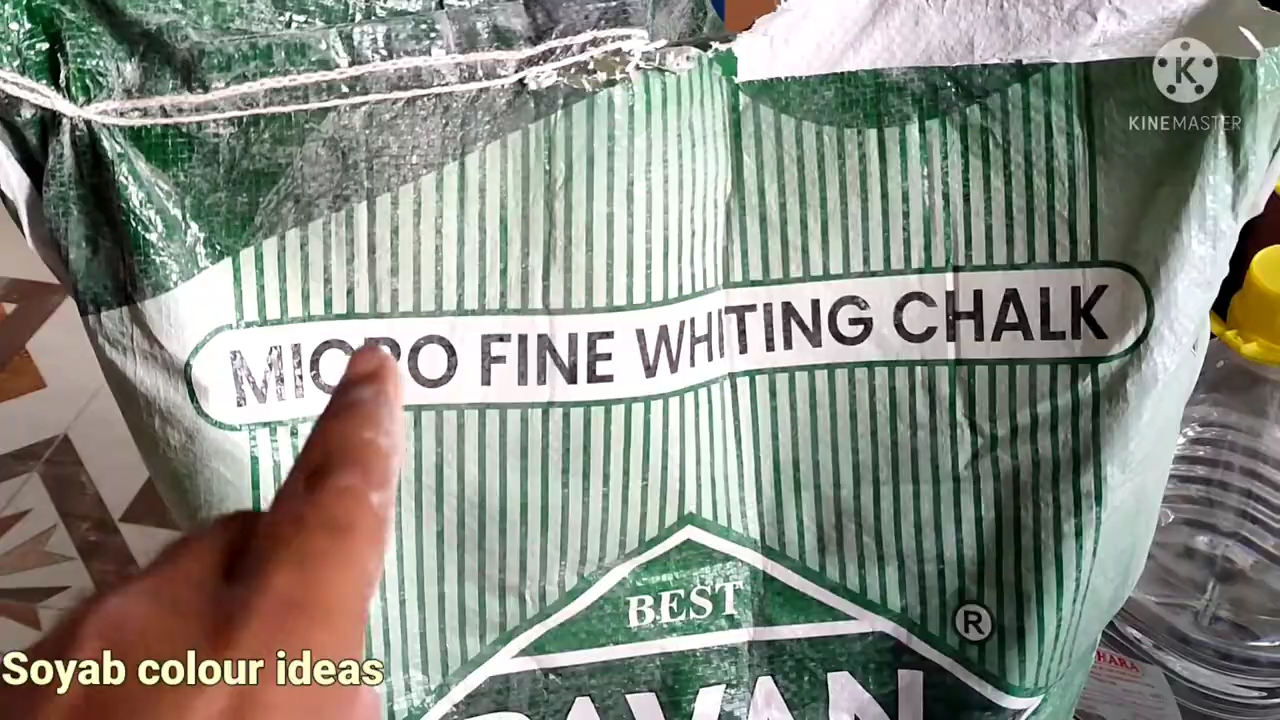 KINEMASTER
MICRO FINE WHITING CHALK
BEST
®
Soyab colour ideas